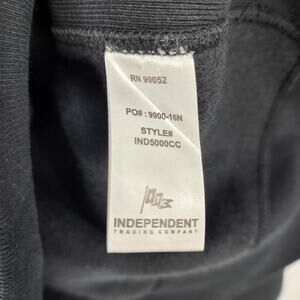 RN 99052
PO# : 9900-16N
STYLE#
IND5000CC
INDEPENDENT
TRADING COMPANY